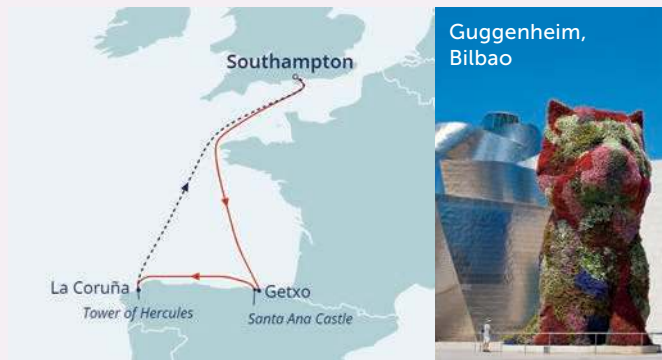 Southampton
La Coruña
Tower of Hercules
Getxo
Santa Ana Castle
Guggenheim,
Bilbao